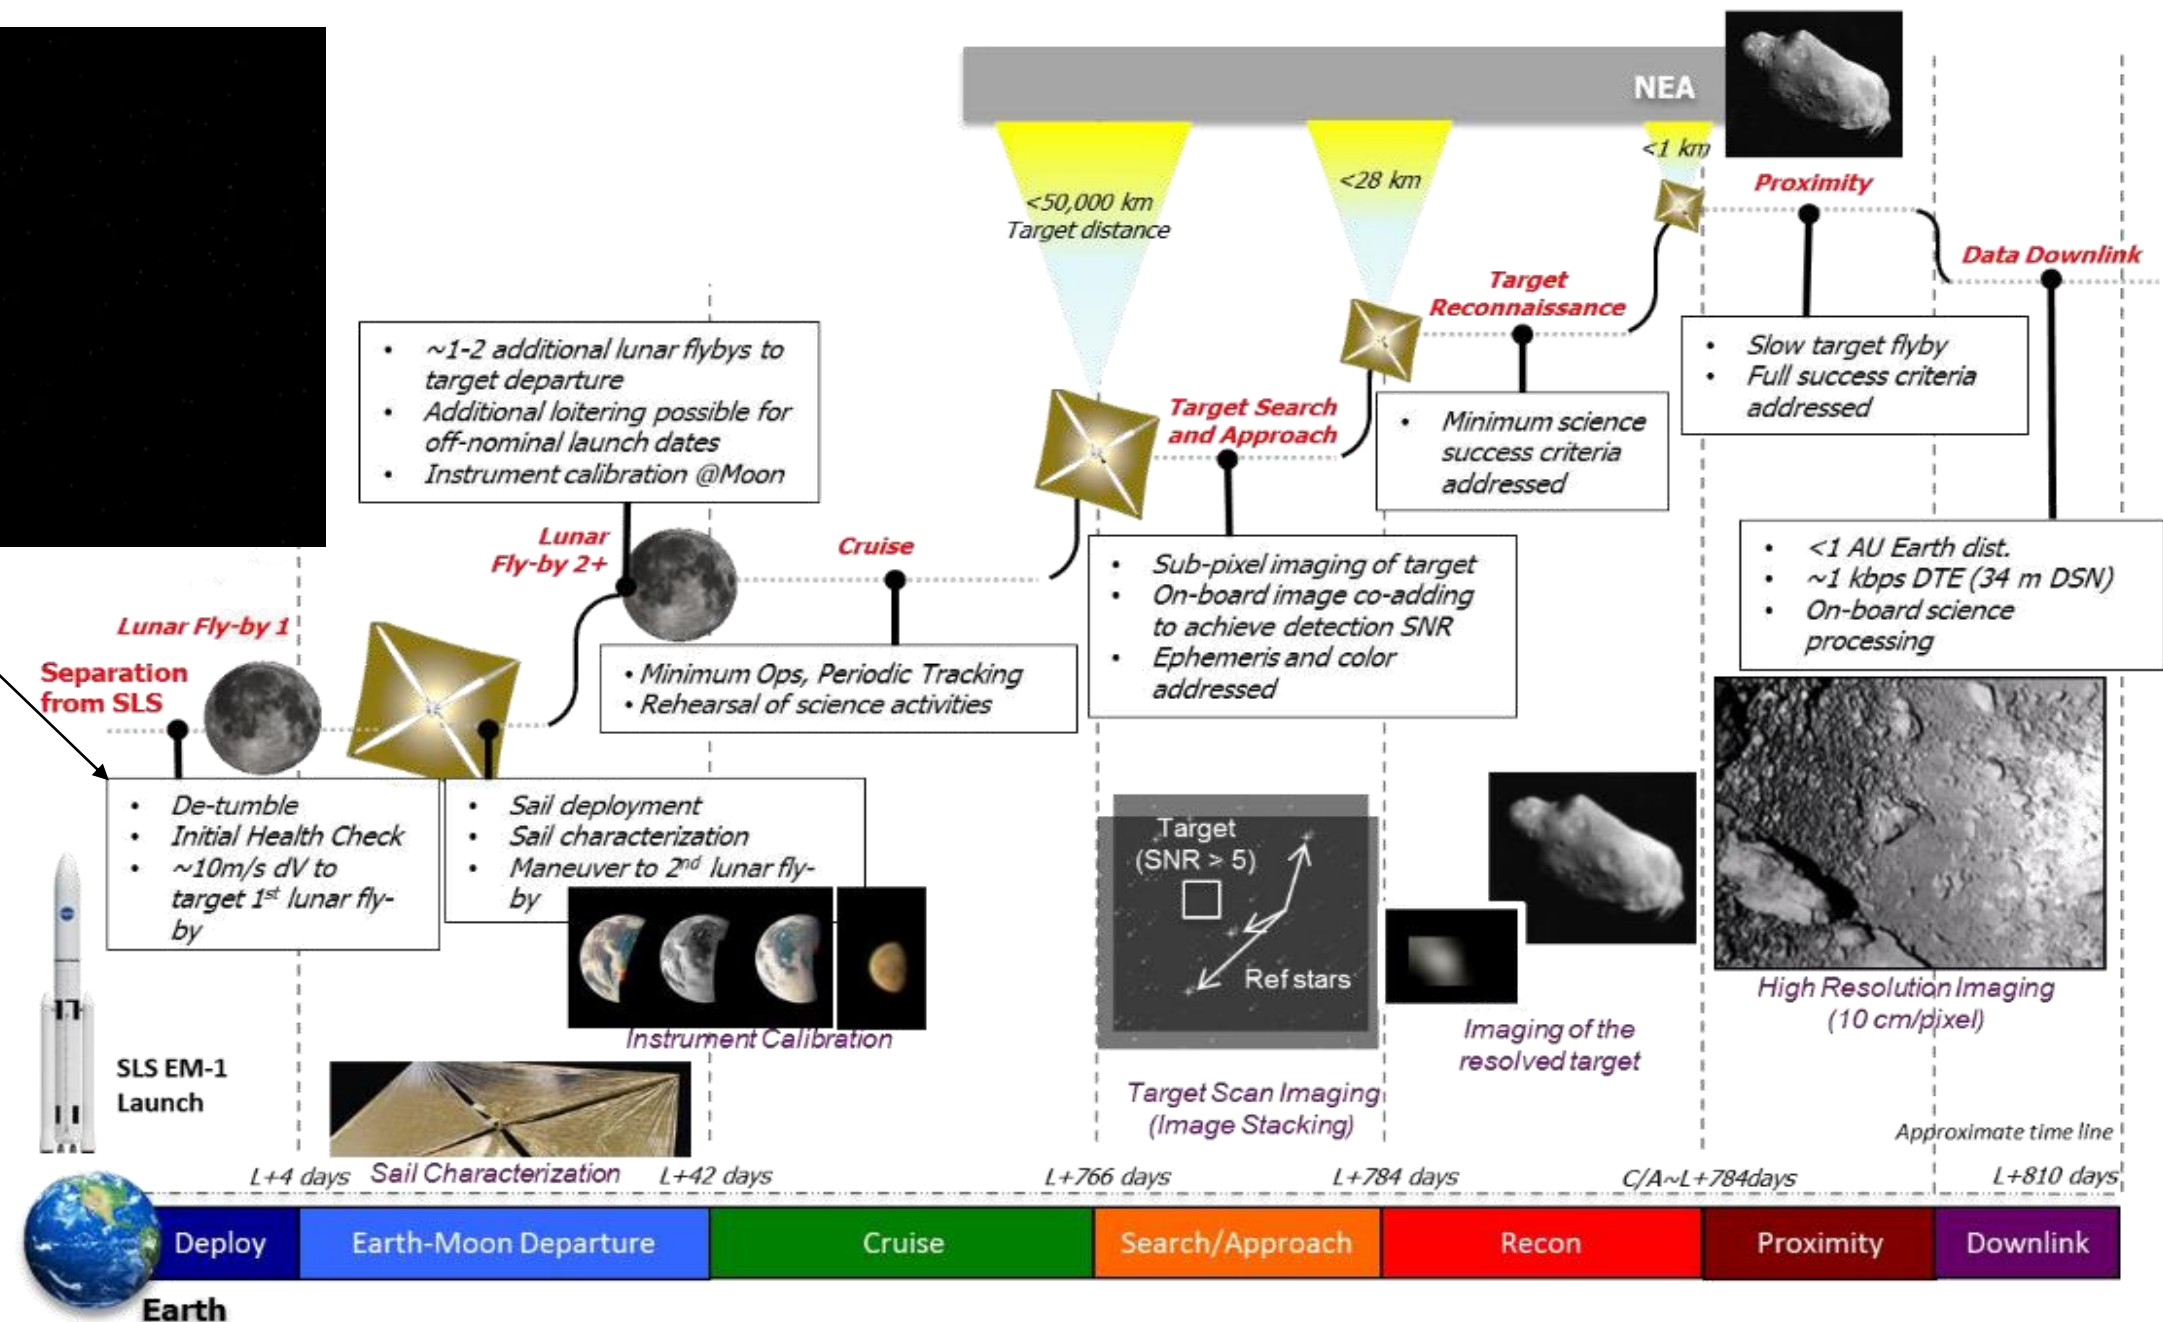 NEA
<50,000 km
Target distance
<28 km
<1 km
Proximity
Data Downlink
Target
Reconnaissance
• Slow target flyby
• Full success criteria
addressed
• ~1-2 additional lunar flybys to
target departure
• Additional loitering possible for
off-nominal launch dates
• Instrument calibration @Moon
Target Search
and Approach
• Minimum science
success criteria
addressed
Lunar
Fly-by 2+
Cruise
• Sub-pixel imaging of target
• On-board image co-adding
to achieve detection SNR
• Ephemeris and color
addressed
• <1 AU Earth dist.
• ~1 kbps DTE (34 m DSN)
• On-board science
processing
Lunar Fly-by 1
Separation
from SLS
• Minimum Ops, Periodic Tracking
• Rehearsal of science activities
• De-tumble
• Initial Health Check
• ~10m/s dV to
target 1st lunar fly-
by
• Sail deployment
• Sail characterization
• Maneuver to 2nd lunar fly-
by
Target
(SNR > 5)
Ref stars
Instrument Calibration
High Resolution Imaging
(10 cm/pixel)
Imaging of the
resolved target
SLS EM-1
Launch
Target Scan Imaging
(Image Stacking)
Approximate time line
Sail Characterization
L+4 days
L+42 days
L+766 days
L+784 days
C/A~L+784days
L+810 days
Deploy
Earth-Moon Departure
Cruise
Search/Approach
Recon
Proximity
Downlink
Earth